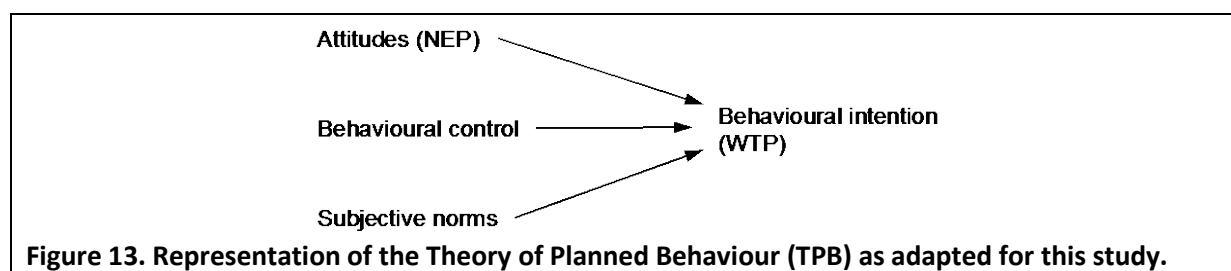 Attitudes (NEP)
Behavioural control
Behavioural intention
(WTP)
Subjective norms
Figure 13. Representation of the Theory of Planned Behaviour (TPB) as adapted for this study.